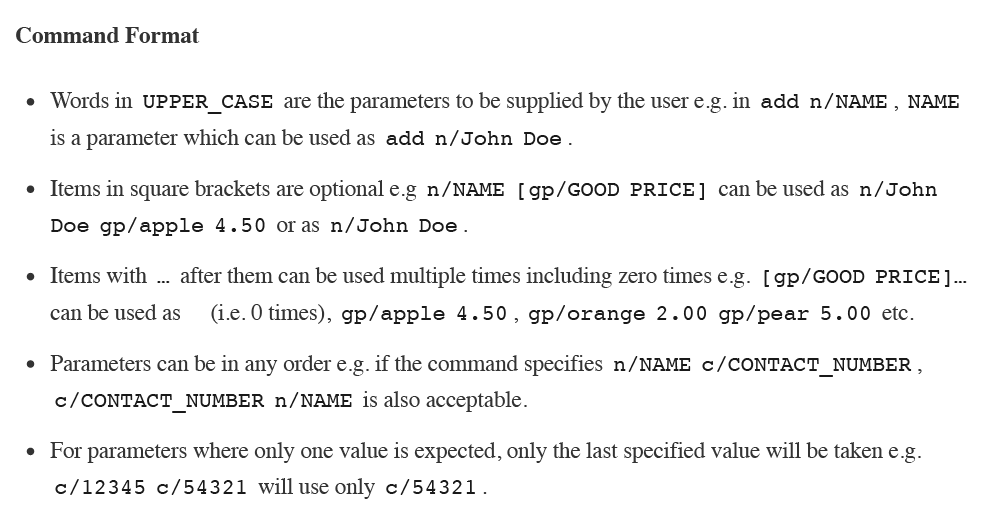 Command Format
• Words in UPPER_CASE are the parameters to be supplied by the user e.g. in add n/NAME , NAME
is a parameter which can be used as add n/John Doe .
• Items in square brackets are optional e.g n/NAME [gp/GOOD PRICE] can be used as n/John
Doe gp/apple 4.50 or as n/John Doe .
• Items with … after them can be used multiple times including zero times e.g. [gp/GOOD PRICE]…
can be used as (i.e. 0 times), gp/apple 4.50 , gp/orange 2.00 gp/pear 5.00 etc.
• Parameters can be in any order e.g. if the command specifies n/NAME c/CONTACT_NUMBER ,
c/CONTACT_NUMBER n/NAME is also acceptable.
• For parameters where only one value is expected, only the last specified value will be taken e.g.
c/12345 c/54321 will use only c/54321 .